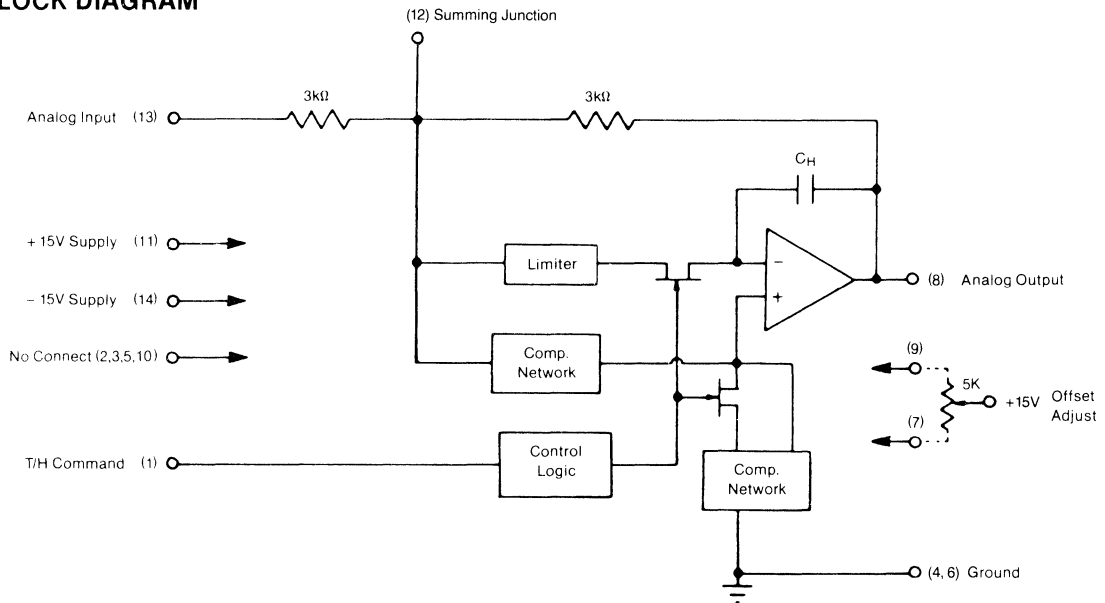 LOCK DIAGRAM
(12) Summing Junction
3kΩ
3kΩ
Analog Input (13)
CH
+ 15V Supply (11)
Limiter
−
− 15V Supply (14)
+
(8) Analog Output
No Connect (2,3,5,10)
Comp.
Network
(9)
5K
+15V
Offset
Adjust
(7)
T/H Command (1)
Control
Logic
Comp.
Network
(4, 6) Ground